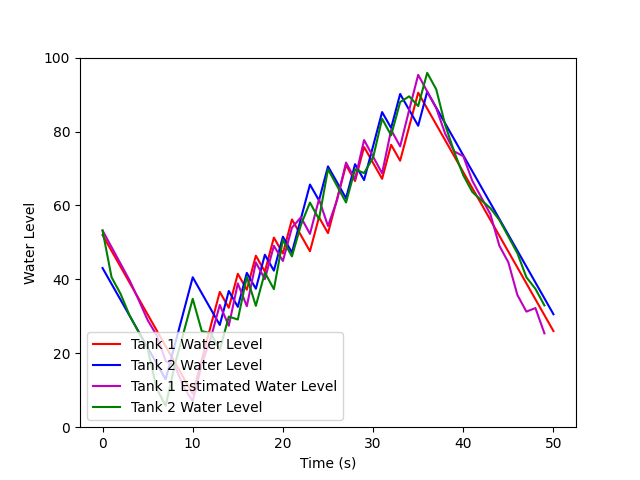 100
80
60
40
20
0
Water Level
Tank 1 Water Level
Tank 2 Water Level
Tank 1 Estimated Water Level
Tank 2 Water Level
0 10 20 30 40 50
Time (s)